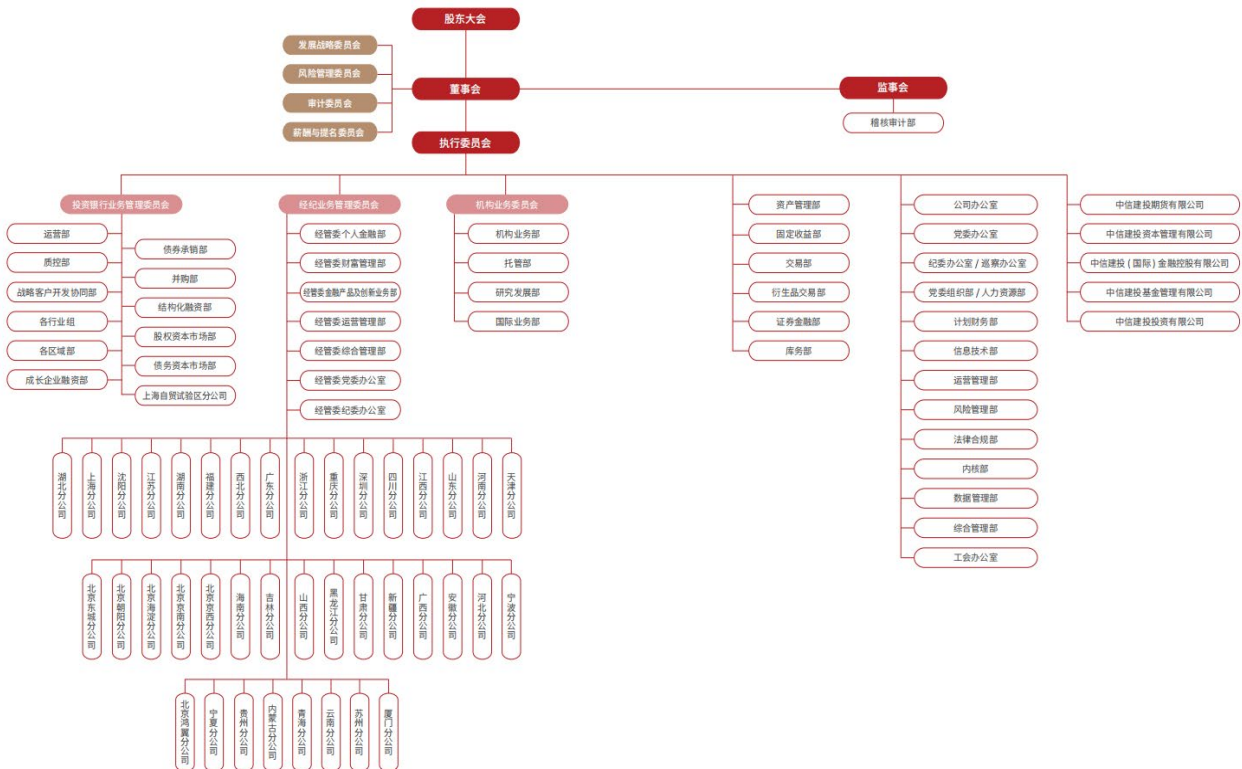 股东大会
发展战略委员会
风险管理委员会
审计委员会
薪酬与提名委员会
董事会
监事会
稽核审计部
执行委员会
投资银行业务管理委员会
运营部
质控部
战略客户开发协同部
各行业组
各区域部
成长企业融资部
债券承销部
并购部
结构化融资部
股权资本市场部
债务资本市场部
上海自贸试验区分公司
经纪业务管理委员会
经管委个人金融部
经管委财富管理部
经管委金融产品及创新业务部
经管委运营管理部
经管委综合管理部
经管委党委办公室
经管委纪委办公室
机构业务委员会
机构业务部
托管部
研究发展部
国际业务部
资产管理部
固定收益部
交易部
衍生品交易部
证券金融部
库务部
公司办公室
党委办公室
纪委办公室 / 巡察办公室
党委组织部 / 人力资源部
计划财务部
信息技术部
运营管理部
风险管理部
法律合规部
内核部
数据管理部
综合管理部
工会办公室
中信建投期货有限公司
中信建投资本管理有限公司
中信建投 ( 国际 ) 金融控股有限公司
中信建投基金管理有限公司
中信建投投资有限公司
湖北分公司
上海分公司
沈阳分公司
江苏分公司
湖南分公司
福建分公司
西北分公司
广东分公司
浙江分公司
重庆分公司
深圳分公司
四川分公司
江西分公司
山东分公司
河南分公司
天津分公司
北京东城分公司
北京朝阳分公司
北京海淀分公司
北京京南分公司
北京京西分公司
海南分公司
吉林分公司
山西分公司
黑龙江分公司
甘肃分公司
新疆分公司
广西分公司
安徽分公司
河北分公司
宁波分公司
北京鸿翼分公司
宁夏分公司
贵州分公司
内蒙古分公司
青海分公司
云南分公司
苏州分公司
厦门分公司